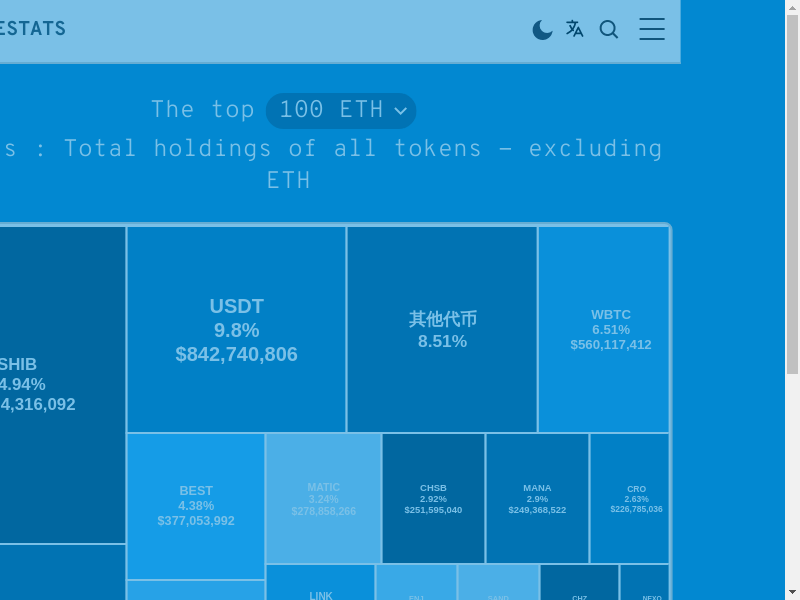 ESTATS
The top 100 ETH
s : Total holdings of all tokens – excluding
ETH
SHIB
4.94%
4,316,092
USDT
9.8%
$842,740,806
其他代币
8.51%
WBTC
6.51%
$560,117,412
BEST
4.38%
$377,053,992
MATIC
3.24%
$278,858,266
CHSB
2.92%
$251,595,040
MANA
2.9%
$249,368,522
CRO
2.63%
$226,785,036
LINK
ENJ
SAND
CHZ
NEXO